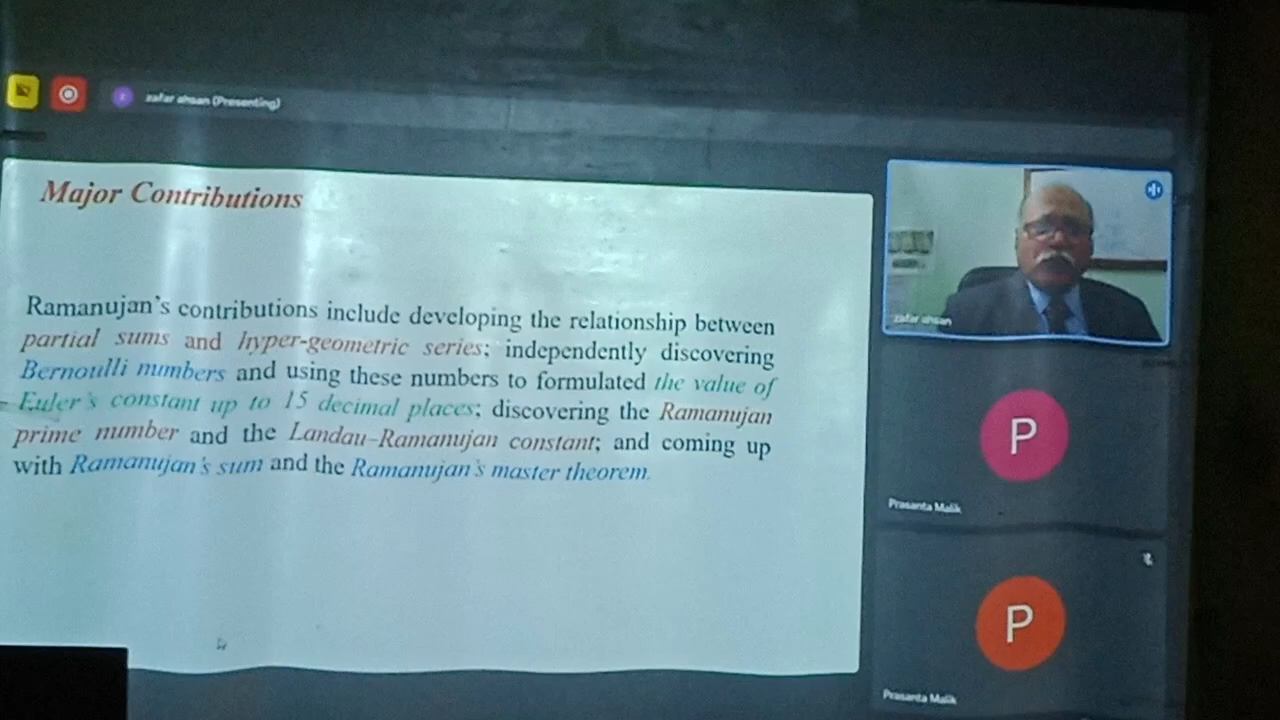 zafar ahsan (Presenting)
Major Contributions
Ramanujan's contributions include developing the relationship between
partial sums and hyper-geometric series; independently discovering
Bernoulli numbers and using these numbers to formulated the value of
Euler's constant up to 15 decimal places; discovering the Ramanujan
prime number and the Landau–Ramanujan constant; and coming up
with Ramanujan's sum and the Ramanujan's master theorem.
zafar ahsan
P
Prasanta Malik
P
Prasanta Malik